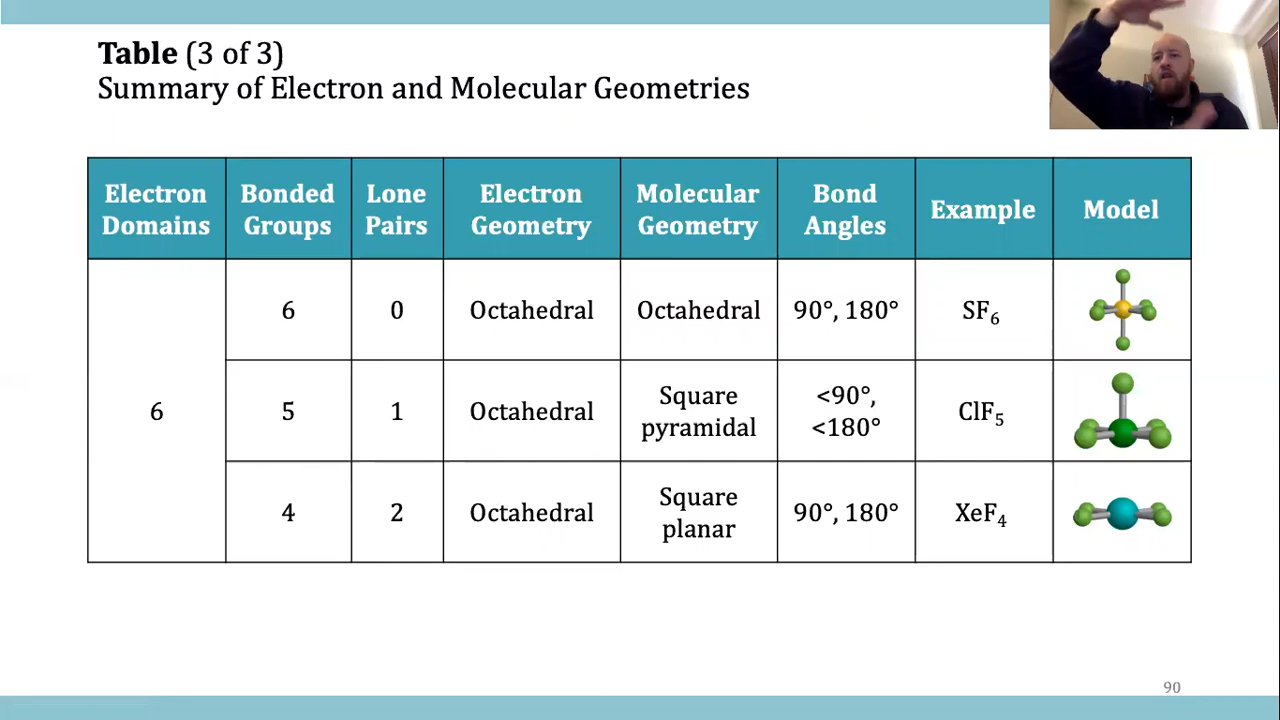 Table (3 of 3)
Summary of Electron and Molecular Geometries
Electron Domains
Bonded Groups
Lone Pairs
Electron Geometry
Molecular Geometry
Bond Angles
Example
Model
6
6
0
Octahedral
Octahedral
90°, 180°
SF₆
5
1
Octahedral
Square pyramidal
<90°, <180°
ClF₅
4
2
Octahedral
Square planar
90°, 180°
XeF₄
90